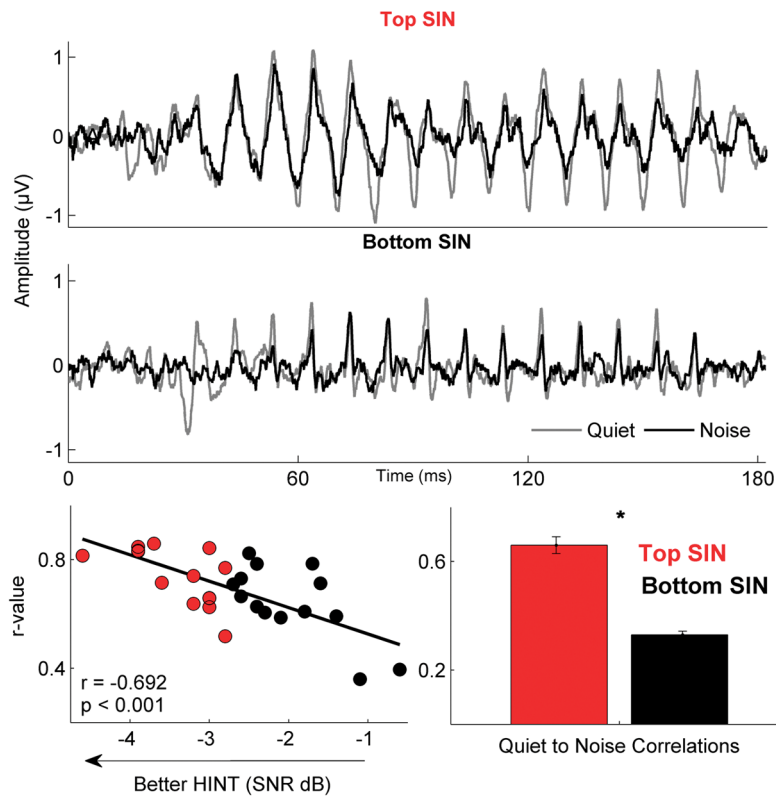 Top SIN
Amplitude (µV)
1
0
-1
Bottom SIN
1
0
-1
Quiet
Noise
0
60
120
180
Time (ms)
r-value
0.8
0.4
r = -0.692
p < 0.001
-4
-3
-2
-1
Better HINT (SNR dB)
*
0.6
0.2
Top SIN
Bottom SIN
Quiet to Noise Correlations